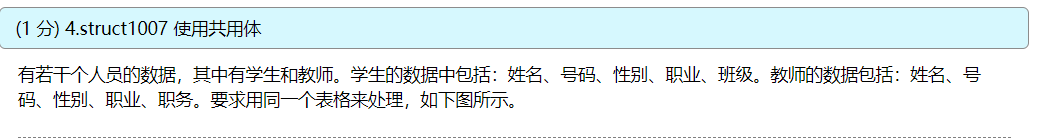 (1 分) 4.struct1007 使用共用体
有若干个人员的数据，其中有学生和教师。学生的数据中包括：姓名、号码、性别、职业、班级。教师的数据包括：姓名、号
码、性别、职业、职务。要求用同一个表格来处理，如下图所示。